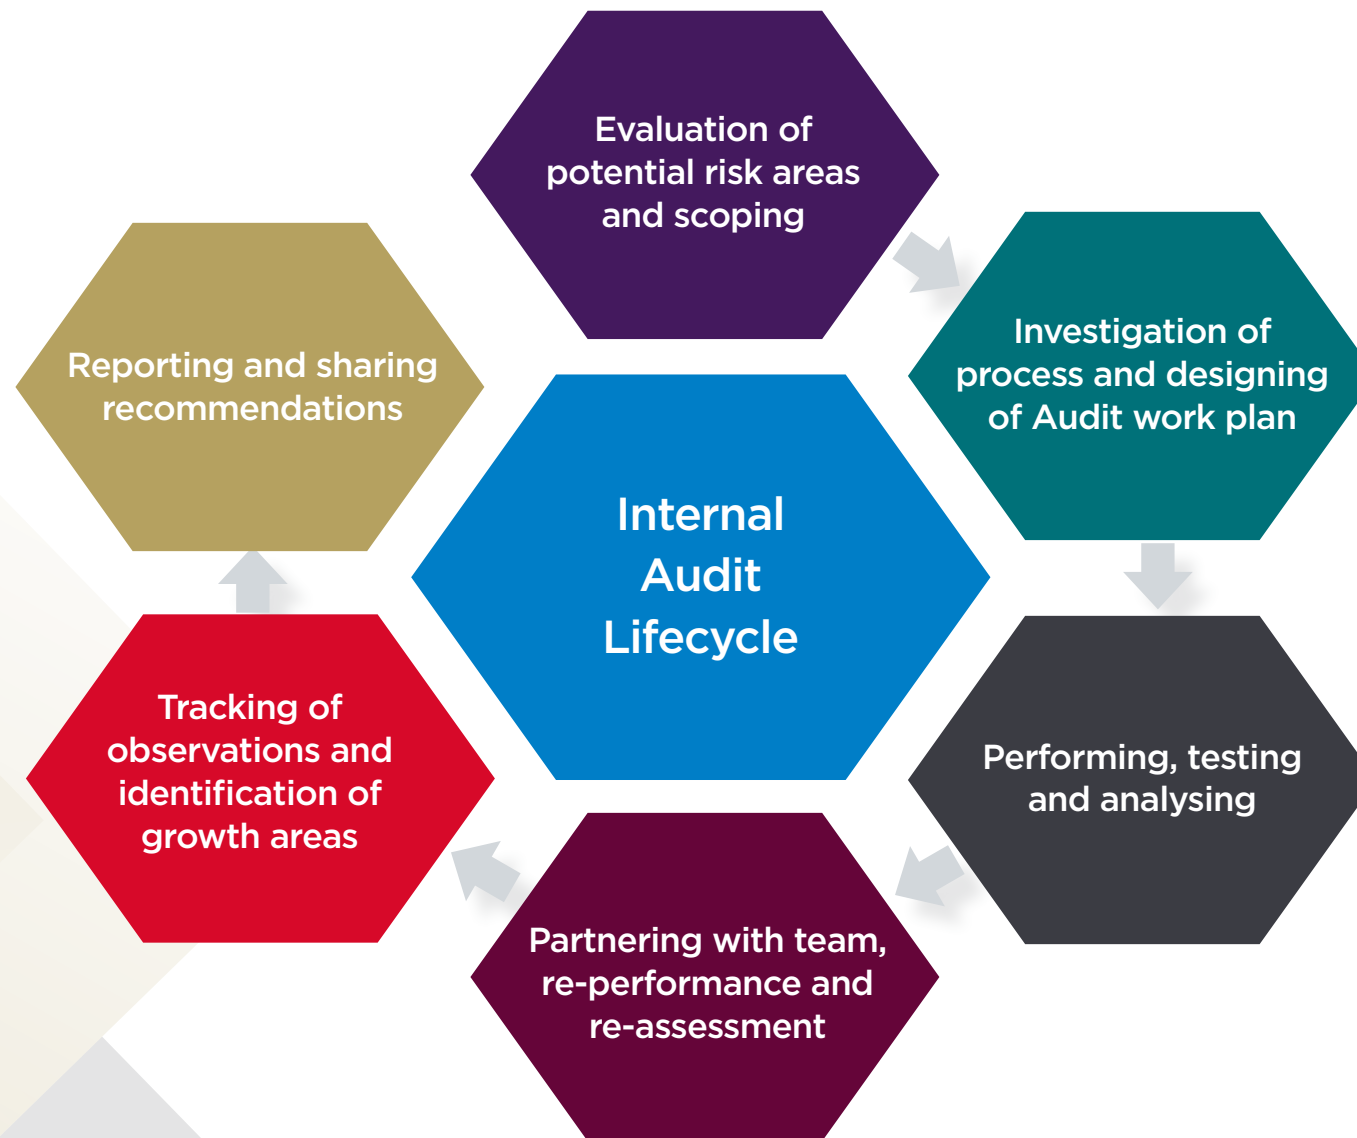 Evaluation of
potential risk areas
and scoping
Investigation of
process and designing
of Audit work plan
Performing, testing
and analysing
Partnering with team,
re-performance and
re-assessment
Tracking of
observations and
identification of
growth areas
Reporting and sharing
recommendations
Internal
Audit
Lifecycle